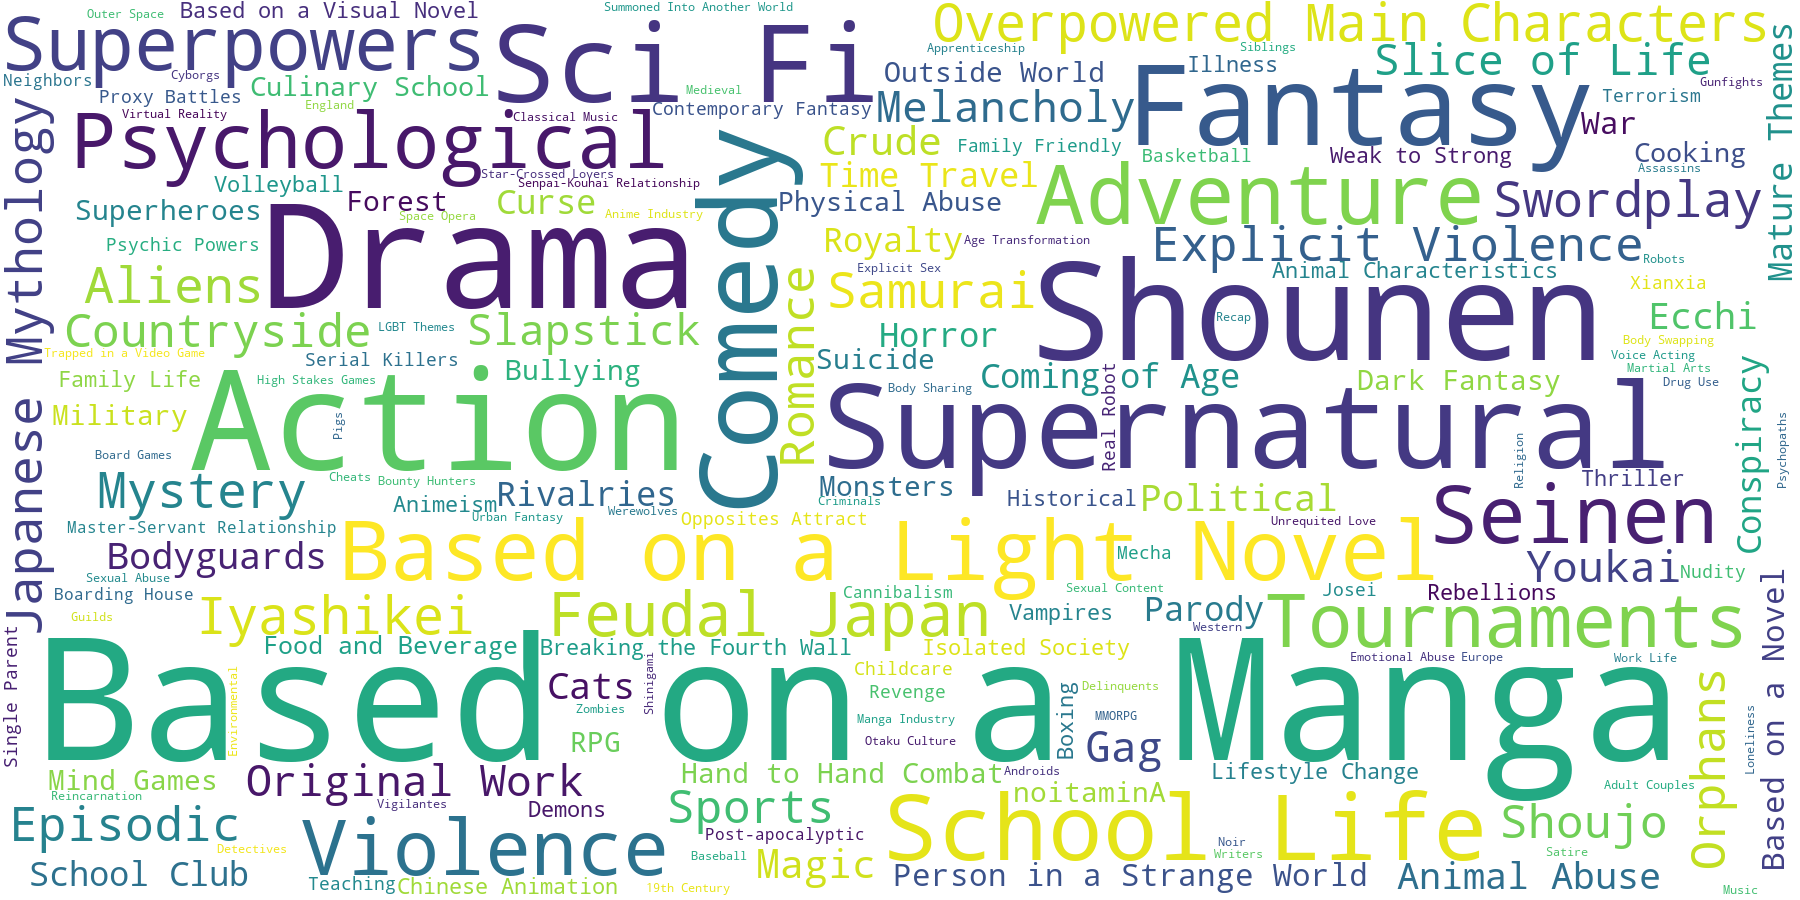 Outer Space
Based on a Visual Novel
Summoned Into Another World
Overpowered Main Characters
Superpowers
Sci Fi
Apprenticeship
Siblings
Slice of Life
Mature Themes
Neighbors
Cyborgs
Culinary School
Outside World
Fantasy
Illness
Gunfights
Proxy Battles
England
Medieval
Contemporary Fantasy
Melancholy
Terrorism
Virtual Reality
Classical Music
War
Psychological
Comedy
Crude
Family Friendly
Basketball
Weak to Strong
Cooking
Japanese Mythology
Star-Crossed Lovers
Time Travel
Adventure
Assassins
Volleyball
Senpai-Kouhai Relationship
Forest
Curse
Physical Abuse
Swordplay
Superheroes
Space Opera
Anime Industry
Drama
Psychic Powers
Royalty
Age Transformation
Explicit Violence
Aliens
Explicit Sex
Animal Characteristics
Robots
Romance
Samurai
Shounen
Xianxia
Countryside
LGBT Themes
Slapstick
Horror
Recap
Ecchi
Trapped in a Video Game
Serial Killers
Suicide
Body Swapping
Voice Acting
Family Life
High Stakes Games
Bullying
Coming of Age
Real Robot
Dark Fantasy
Martial Arts
Drug Use
Conspiracy
Military
Action
Pigs
Body Sharing
Supernatural
Psychopaths
Board Games
Religion
Mystery
Cheats
Bounty Hunters
Monsters
Thriller
Animeism
Rivalries
Werewolves
Criminals
Historical
Political
Seinen
Master-Servant Relationship
Urban Fantasy
Opposites Attract
Unrequited Love
Bodyguards
Based on a Light Novel
Mecha
Youkai
Nudity
Sexual Abuse
Boarding House
Cannibalism
Sexual Content
Josei
Rebellions
Based on a Novel
Guilds
Iyashikei
Feudal Japan
Vampires
Parody
Tournaments
Western
Single Parent
Food and Beverage
Breaking the Fourth Wall
Isolated Society
Emotional Abuse
Europe
Work Life
Based on a Manga
Environmental
Cats
Shinigami
Childcare
Revenge
Boxing
Delinquents
Orphans
Zombies
Manga Industry
MMORPG
Loneliness
RPG
Otaku Culture
Gag
Mind Games
Original Work
Hand to Hand Combat
Androids
Lifestyle Change
Reincarnation
Vigilantes
Demons
Sports
noitaminA
Adult Couples
Episodic
Violence
Post-apocalyptic
School Life
Shoujo
Detectives
Baseball
Noir
Writers
Satire
School Club
Teaching
Chinese Animation
19th Century
Magic
Person in a Strange World
Animal Abuse
Music